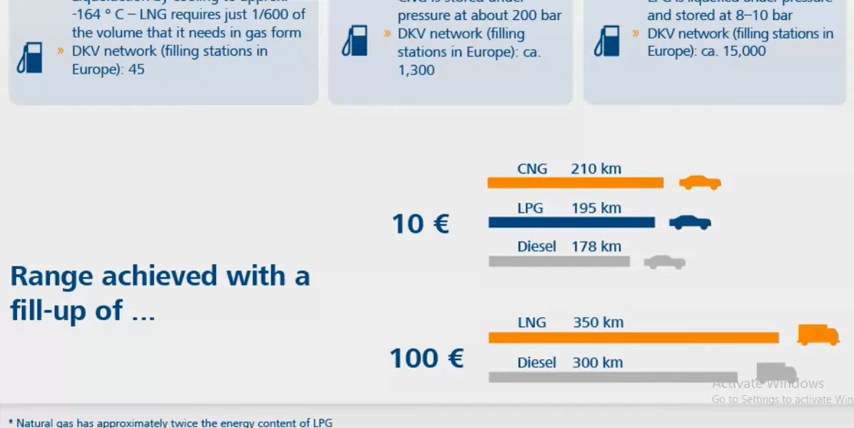 -164 ° C – LNG requires just 1/600 of
the volume that it needs in gas form
» DKV network (filling stations in
Europe): 45
pressure at about 200 bar
» DKV network (filling
stations in Europe): ca.
1,300
and stored at 8–10 bar
» DKV network (filling stations in
Europe): ca. 15,000
Range achieved with a
fill-up of ...
10 €
CNG 210 km
LPG 195 km
Diesel 178 km
100 €
LNG 350 km
Diesel 300 km
Activate Windows
Go to Settings to activate Win
* Natural gas has approximately twice the energy content of LPG